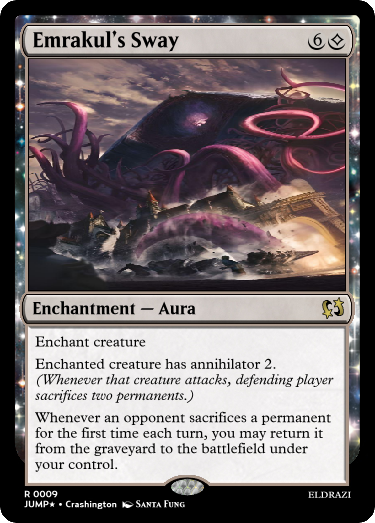 Emrakul's Sway 6
Enchantment — Aura
Enchant creature
Enchanted creature has annihilator 2.
(Whenever that creature attacks, defending player
sacrifices two permanents.)
Whenever an opponent sacrifices a permanent
for the first time each turn, you may return it
from the graveyard to the battlefield under
your control.
R 0009 ELDRAZI
JUMP★ • Crashington Santa Fung